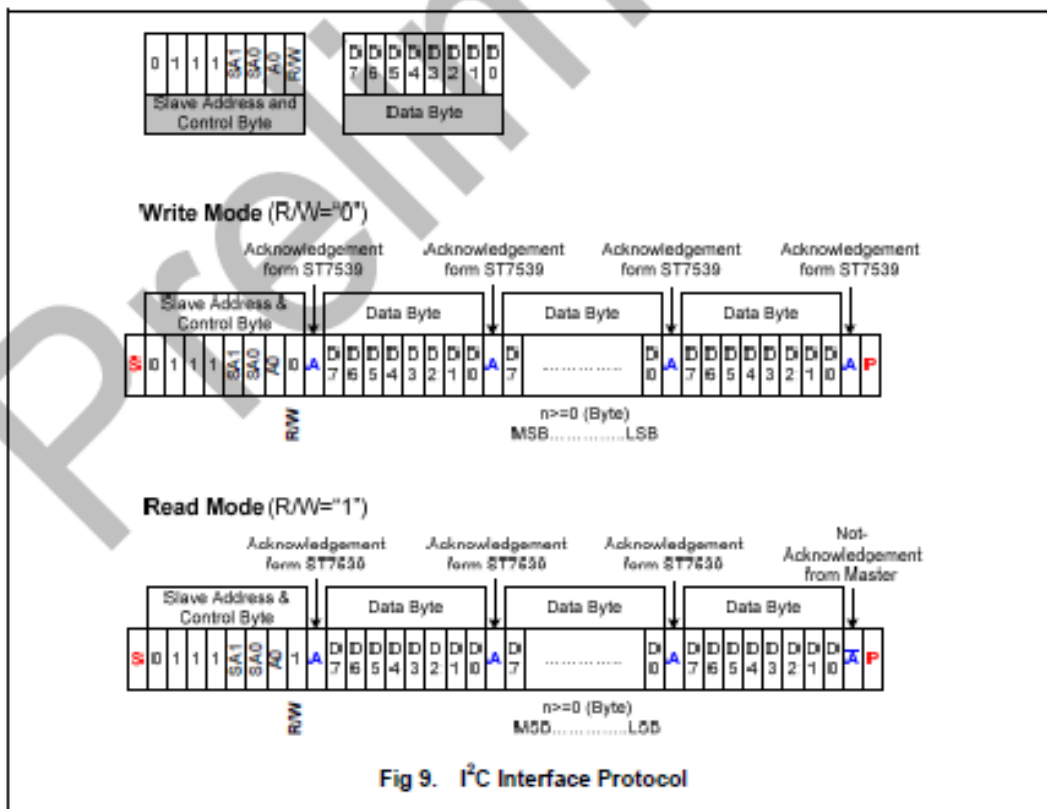 Prelim
0 1 1 1 SA1 SA0 A0 R/W
D7 D6 D5 D4 D3 D2 D1 D0
Slave Address and
Control Byte
Data Byte
Write Mode (R/W="0")
Acknowledgement
form ST7539
Acknowledgement
form ST7539
Acknowledgement
form ST7539
Acknowledgement
form ST7539
Slave Address &
Control Byte
Data Byte
Data Byte
Data Byte
S 0 1 1 1 SA1 SA0 A0 0 A D7 D6 D5 D4 D3 D2 D1 D0 A D7 ............. D0 A D7 D6 D5 D4 D3 D2 D1 D0 A P
R/W
n>=0 (Byte)
MSB.............LSB
Read Mode (R/W="1")
Acknowledgement
form ST7630
Acknowledgement
form ST7630
Acknowledgement
form ST7630
Not-
Acknowledgement
from Master
Slave Address &
Control Byte
Data Byte
Data Byte
Data Byte
S 0 1 1 1 SA1 SA0 A0 1 A D7 D6 D5 D4 D3 D2 D1 D0 A D7 ............. D0 A D7 D6 D5 D4 D3 D2 D1 D0 A̅ P
R/W
n>=0 (Byte)
MSB.............LSB
Fig 9. I²C Interface Protocol